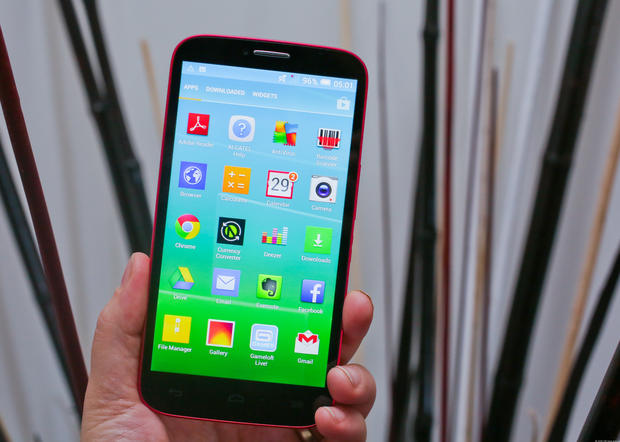 96% 05:01
APPS DOWNLOADED WIDGETS
Adobe Reader
ALCATEL Help
Anti-Virus
Barcode Scanner
Browser
Calculator
29 2
Calendar
Camera
Chrome
Currency Converter
Deezer
Downloads
Drive
Email
Evernote
f
Facebook
File Manager
Gallery
Gameloft Live!
Gmail